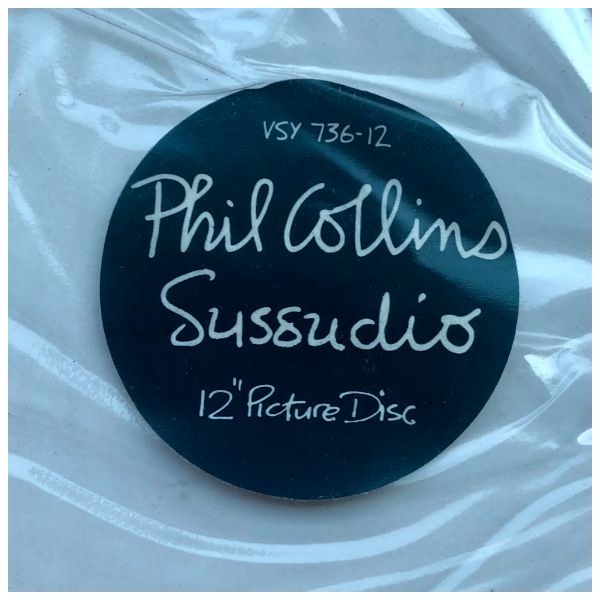 VSY 736-12
Phil Collins
Sussudio
12" Picture Disc